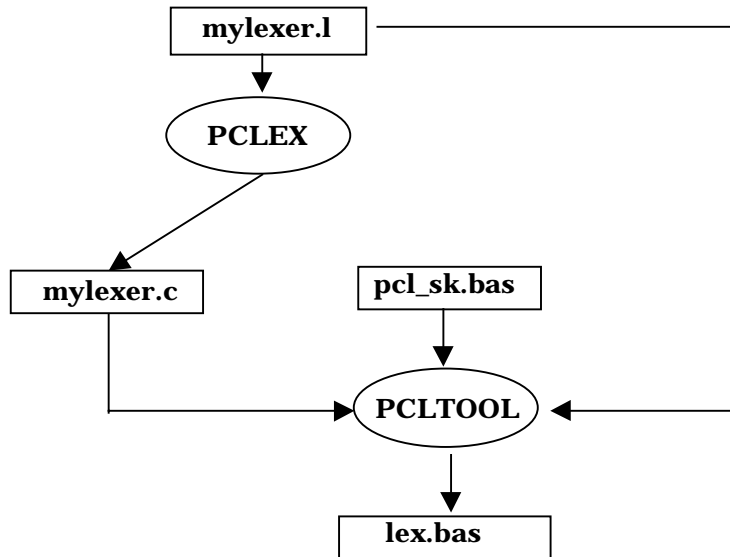 mylexer.l
PCLEX
mylexer.c
pcl_sk.bas
PCLTOOL
lex.bas